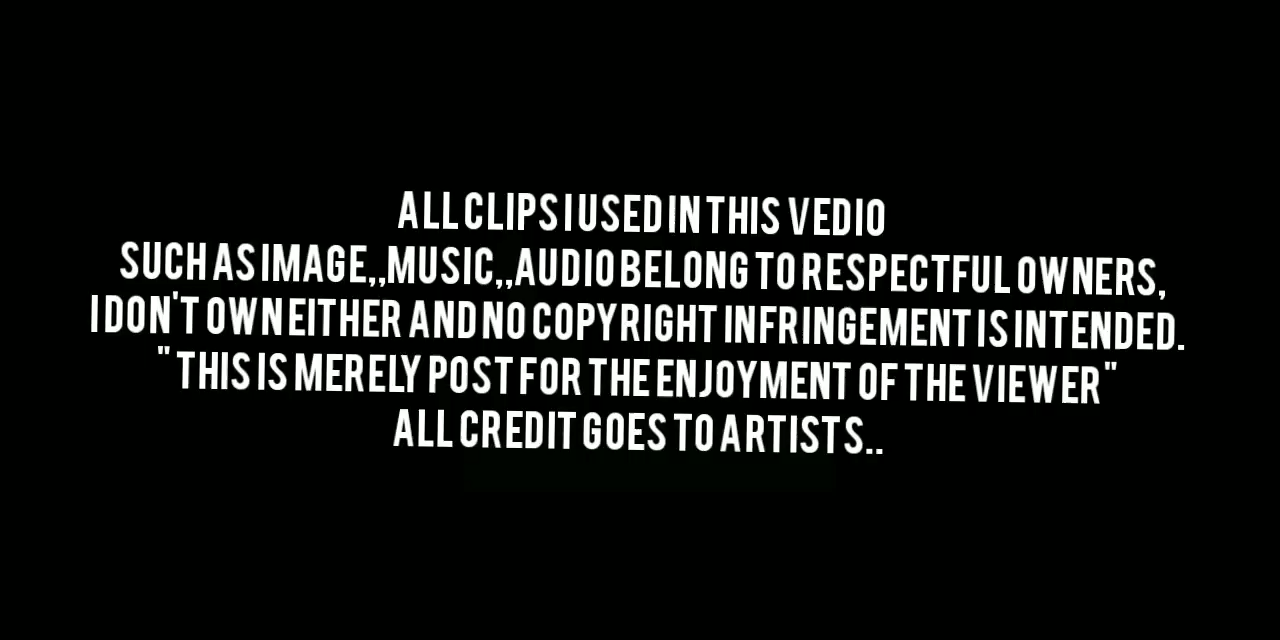 ALL CLIPS I USED IN THIS VEDIO
SUCH AS IMAGE,,MUSIC,,AUDIO BELONG TO RESPECTFUL OWNERS,
I DON'T OWN EITHER AND NO COPYRIGHT INFRINGEMENT IS INTENDED.
" THIS IS MERELY POST FOR THE ENJOYMENT OF THE VIEWER"
ALL CREDIT GOES TO ARTISTS..